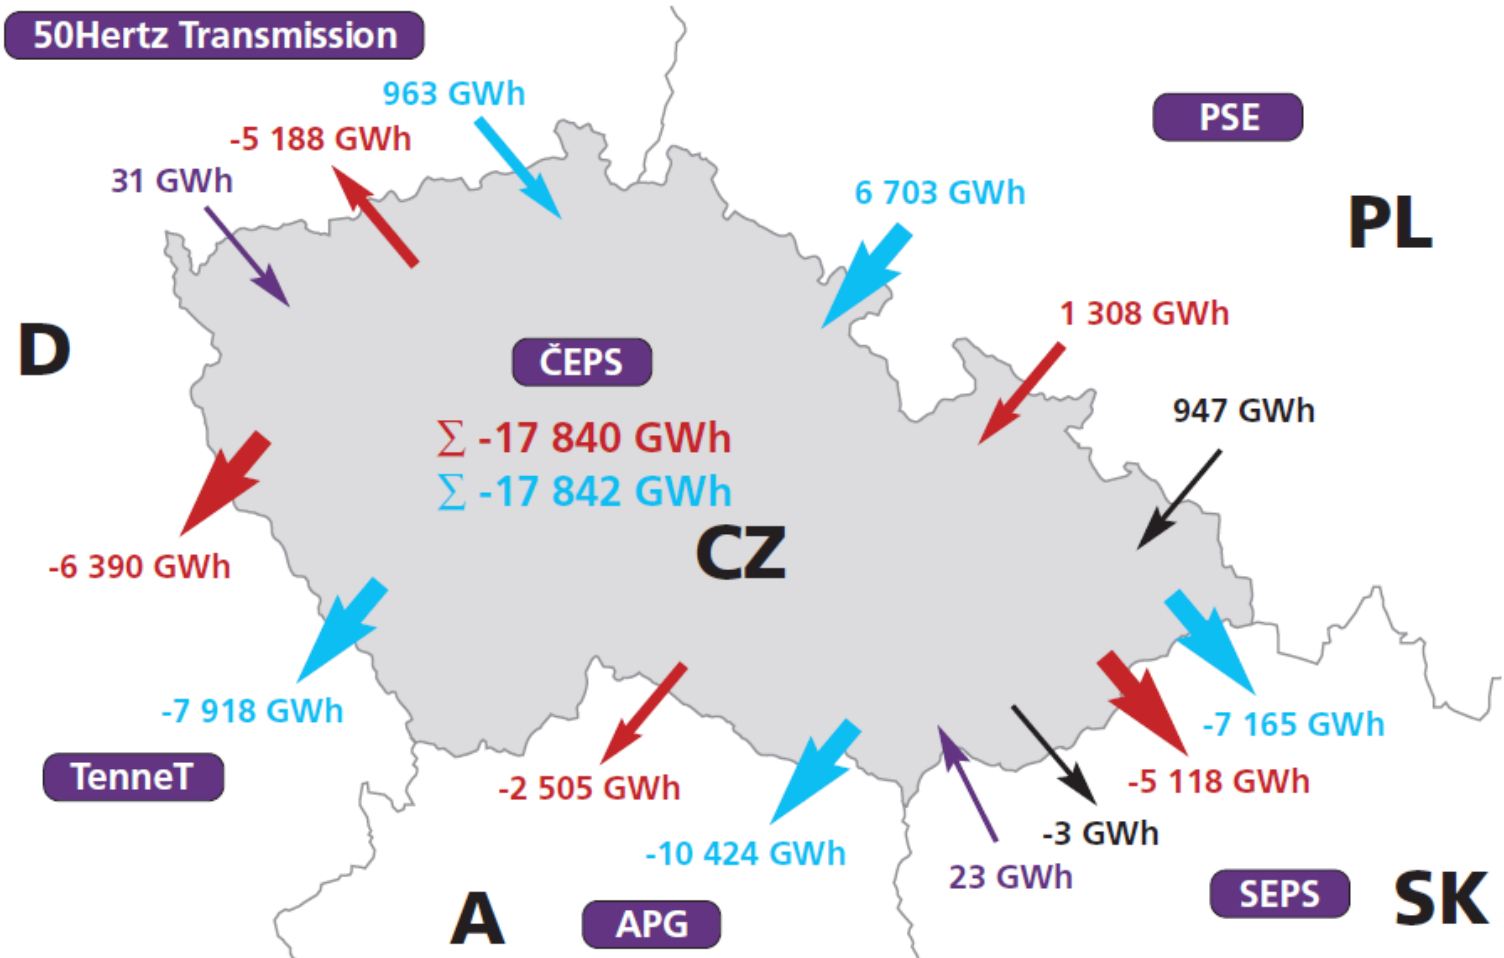 50Hertz Transmission
963 GWh
-5 188 GWh
31 GWh
PSE
6 703 GWh
PL
1 308 GWh
D
ČEPS
947 GWh
∑ -17 840 GWh
∑ -17 842 GWh
CZ
-6 390 GWh
-7 918 GWh
-7 165 GWh
TenneT
-2 505 GWh
-5 118 GWh
-10 424 GWh
-3 GWh
23 GWh
A
APG
SEPS
SK